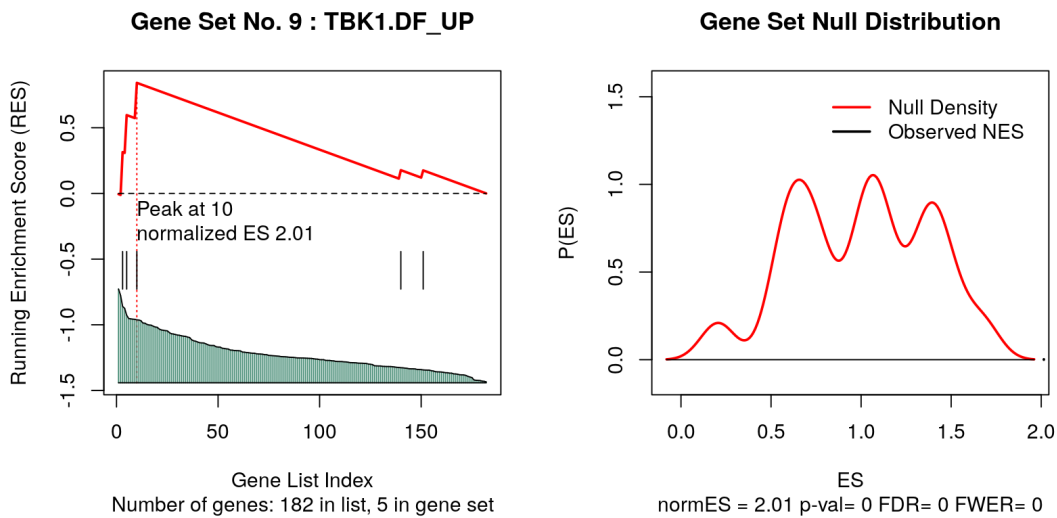 Gene Set No. 9 : TBK1.DF_UP
Running Enrichment Score (RES)
0.5
0.0
-0.5
-1.0
-1.5
Peak at 10
normalized ES 2.01
0
50
100
150
Gene List Index
Number of genes: 182 in list, 5 in gene set
Gene Set Null Distribution
P(ES)
1.5
1.0
0.5
0.0
Null Density
Observed NES
0.0
0.5
1.0
1.5
2.0
ES
normES = 2.01 p-val= 0 FDR= 0 FWER= 0